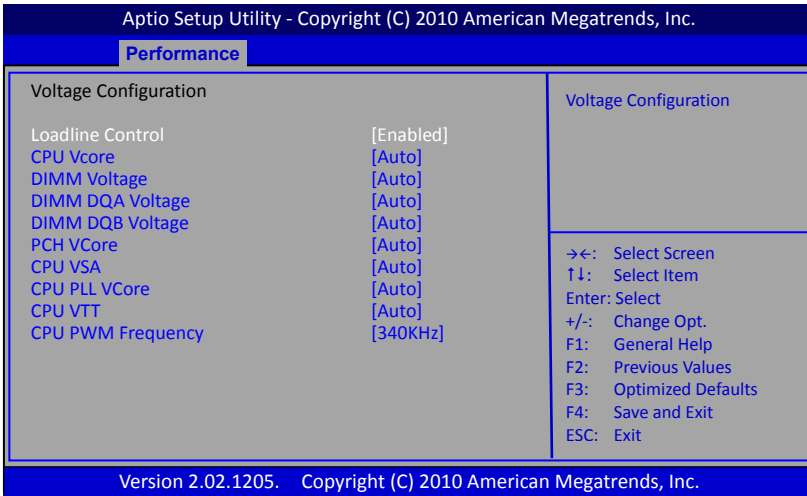 Aptio Setup Utility - Copyright (C) 2010 American Megatrends, Inc.
Performance
Voltage Configuration
Loadline Control [Enabled]
CPU Vcore [Auto]
DIMM Voltage [Auto]
DIMM DQA Voltage [Auto]
DIMM DQB Voltage [Auto]
PCH VCore [Auto]
CPU VSA [Auto]
CPU PLL VCore [Auto]
CPU VTT [Auto]
CPU PWM Frequency [340KHz]
Voltage Configuration
→←: Select Screen
↑↓: Select Item
Enter: Select
+/-: Change Opt.
F1: General Help
F2: Previous Values
F3: Optimized Defaults
F4: Save and Exit
ESC: Exit
Version 2.02.1205. Copyright (C) 2010 American Megatrends, Inc.